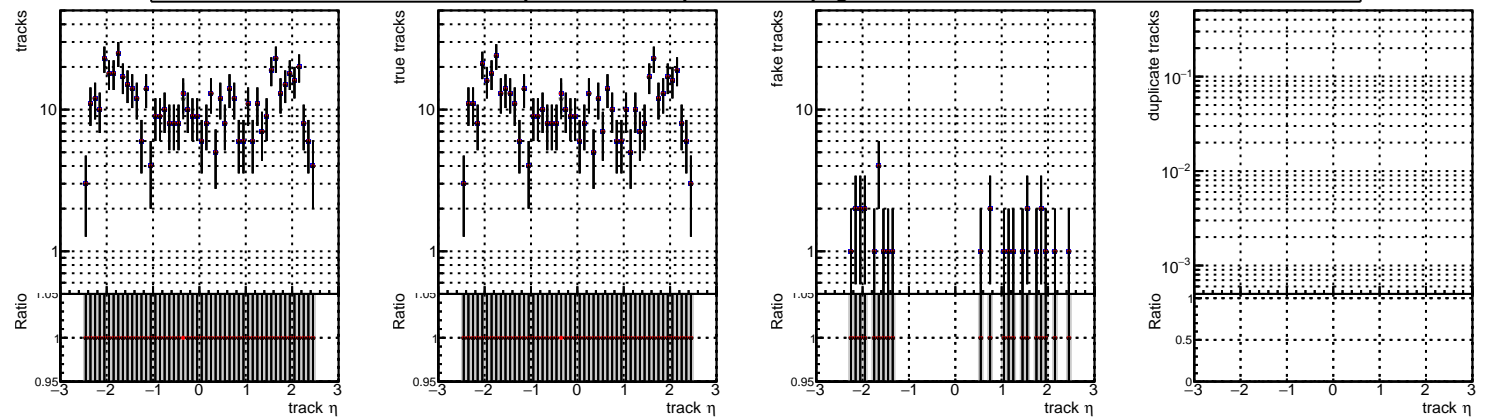 tracks
10
1
Ratio
1.05
1
0.95
−3 −2 −1 0 1 2 3
track η
true tracks
10
1
Ratio
1.05
1
0.95
−3 −2 −1 0 1 2 3
track η
fake tracks
10
1
Ratio
1.05
1
0.95
−3 −2 −1 0 1 2 3
track η
duplicate tracks
10−1
10−2
10−3
Ratio
1
0.5
0
−3 −2 −1 0 1 2 3
track η